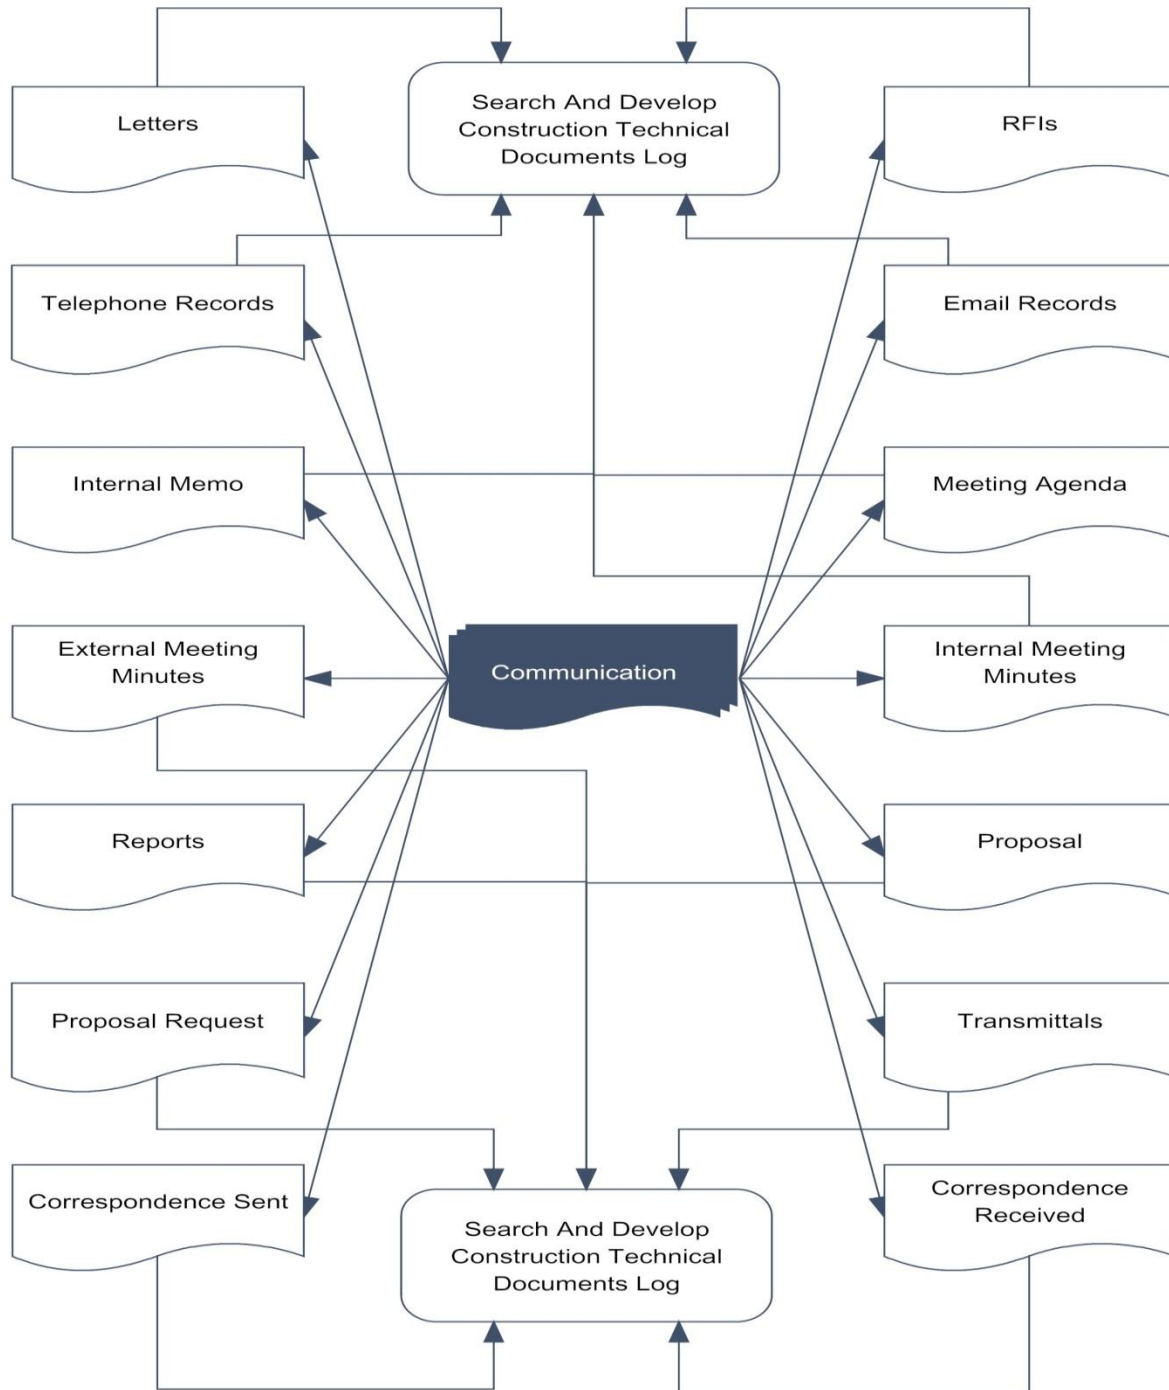 Letters
Search And Develop
Construction Technical
Documents Log
RFIs
Telephone Records
Email Records
Internal Memo
Meeting Agenda
External Meeting
Minutes
Communication
Internal Meeting
Minutes
Reports
Proposal
Proposal Request
Transmittals
Correspondence Sent
Search And Develop
Construction Technical
Documents Log
Correspondence
Received